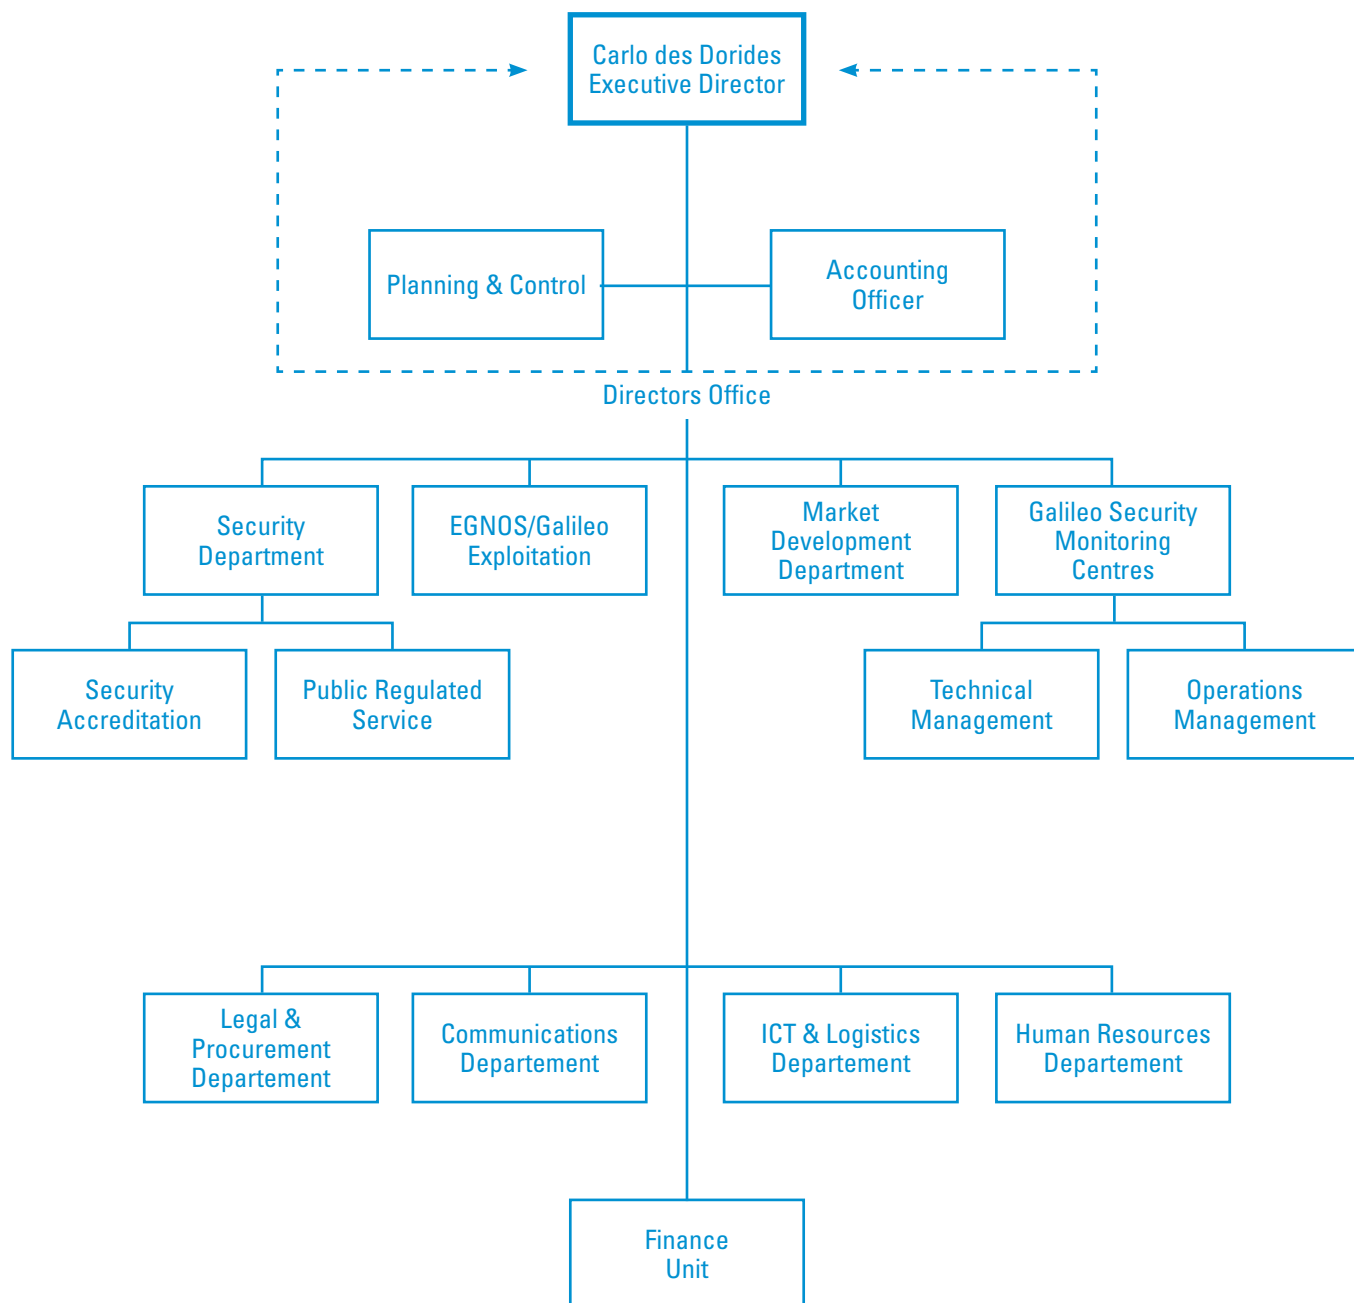 Carlo des Dorides
Executive Director
Planning & Control
Accounting
Officer
Directors Office
Security
Department
EGNOS/Galileo
Exploitation
Market
Development
Department
Galileo Security
Monitoring
Centres
Security
Accreditation
Public Regulated
Service
Technical
Management
Operations
Management
Legal &
Procurement
Departement
Communications
Departement
ICT & Logistics
Departement
Human Resources
Departement
Finance
Unit